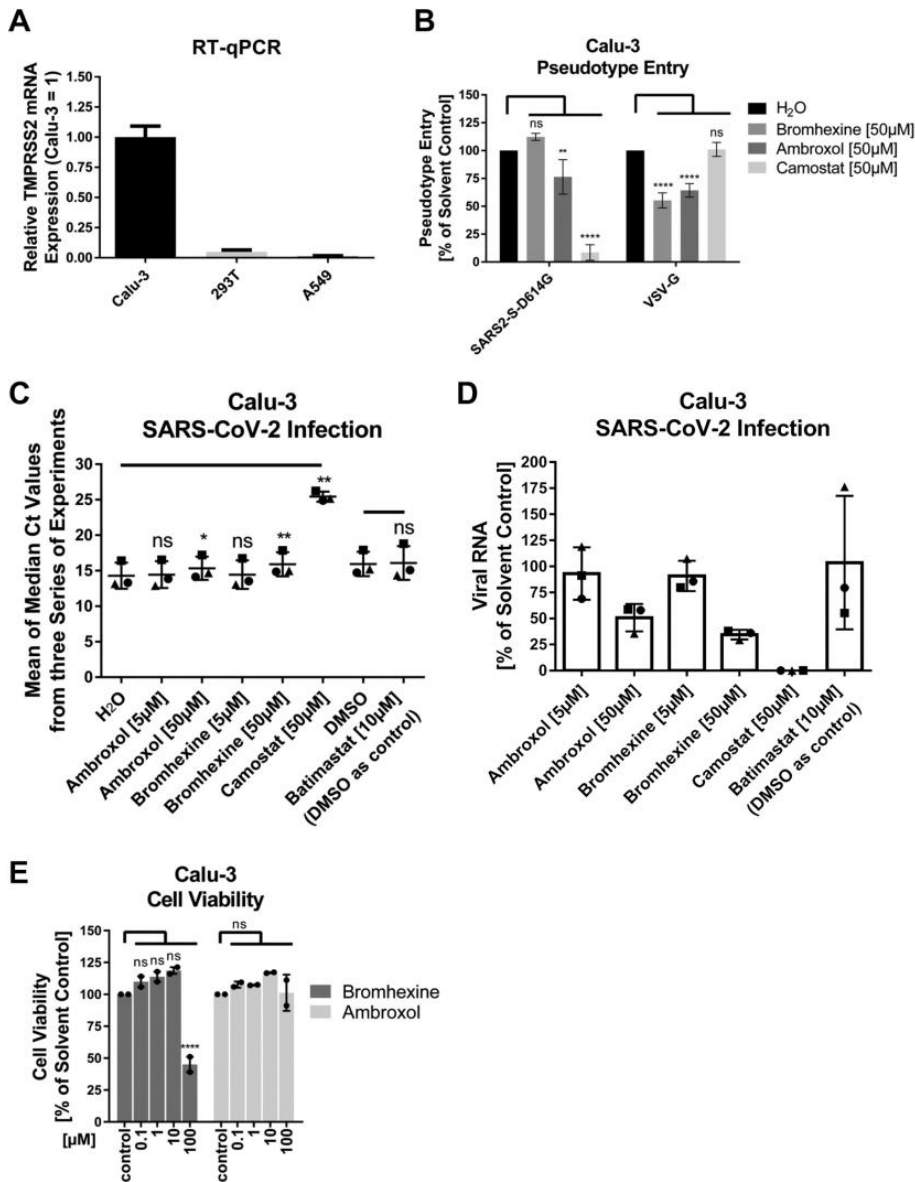 A
RT-qPCR
Relative TMPRSS2 mRNA
Expression (Calu-3 = 1)
1.50
1.25
1.00
0.75
0.50
0.25
0.00
Calu-3
293T
A549
B
Calu-3
Pseudotype Entry
Pseudotype Entry
[% of Solvent Control]
150
125
100
75
50
25
0
ns
**
****
****
****
ns
SARS2-S-D614G
VSV-G
H₂O
Bromhexine [50µM]
Ambroxol [50µM]
Camostat [50µM]
C
Calu-3
SARS-CoV-2 Infection
Mean of Median Ct Values
from three Series of Experiments
30
25
20
15
10
5
0
ns
*
ns
**
**
ns
H₂O
Ambroxol [5µM]
Ambroxol [50µM]
Bromhexine [5µM]
Bromhexine [50µM]
Camostat [50µM]
DMSO
Batimastat [10µM]
(DMSO as control)
D
Calu-3
SARS-CoV-2 Infection
Viral RNA
[% of Solvent Control]
200
175
150
125
100
75
50
25
0
Ambroxol [5µM]
Ambroxol [50µM]
Bromhexine [5µM]
Bromhexine [50µM]
Camostat [50µM]
Batimastat [10µM]
(DMSO as control)
E
Calu-3
Cell Viability
Cell Viability
[% of Solvent Control]
150
125
100
75
50
25
0
ns
ns
ns
****
ns
[µM]
control
0.1
1
10
100
control
0.1
1
10
100
Bromhexine
Ambroxol